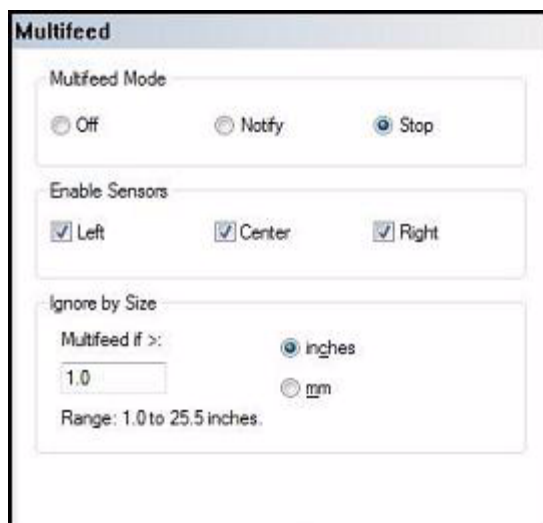 Multifeed
Multifeed Mode
Off Notify Stop
Enable Sensors
Left Center Right
Ignore by Size
Multifeed if >:
inches
1.0
mm
Range: 1.0 to 25.5 inches.